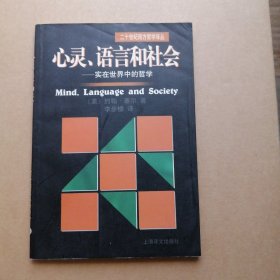 二十世纪西方哲学译丛
心灵、语言和社会
——实在世界中的哲学
Mind, Language and Society
[美] 约翰·塞尔 著
李步楼 译
上海译文出版社